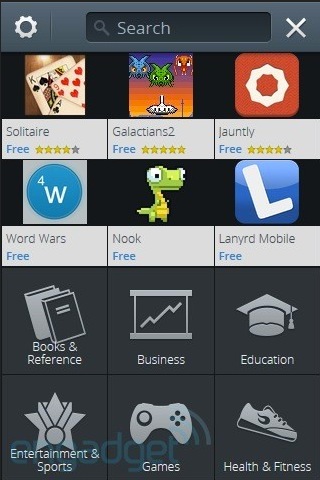 Search
Solitaire
Galactians2
Jauntly
Free
Free
Free
4
W
L
Word Wars
Nook
Lanyrd Mobile
Free
Free
Free
Books &
Reference
Business
Education
engadget
Entertainment &
Sports
Games
Health & Fitness